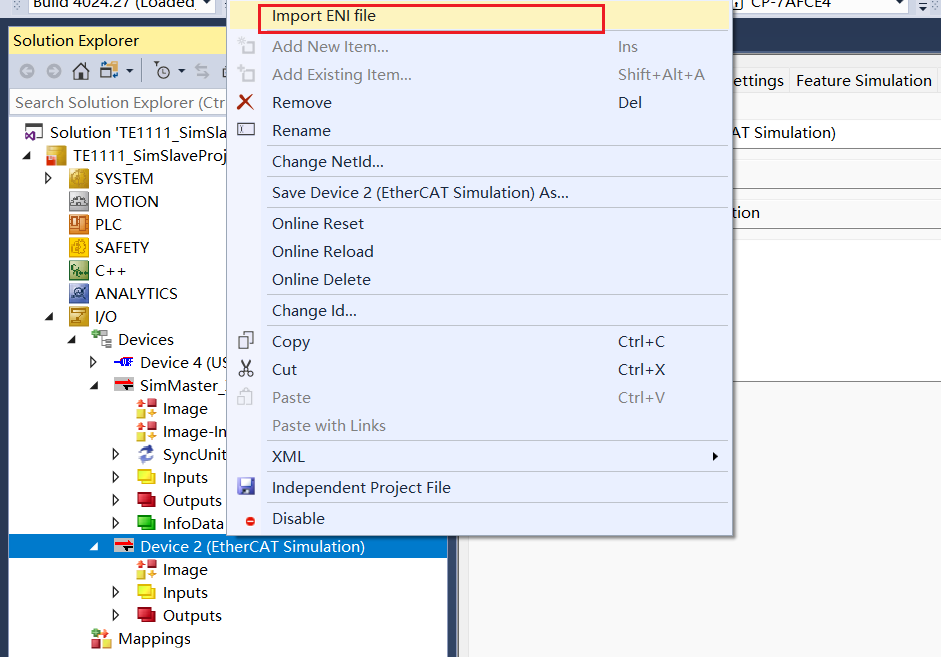 Build 4024.27 (Loaded
CP-7AFCE4
Import ENI file
Solution Explorer
Add New Item... Ins
Add Existing Item... Shift+Alt+A
ettings Feature Simulation
Search Solution Explorer (Ctr
Remove Del
Solution 'TE1111_SimSla
Rename
AT Simulation)
TE1111_SimSlaveProj
Change NetId...
SYSTEM
Save Device 2 (EtherCAT Simulation) As...
MOTION
tion
PLC
Online Reset
SAFETY
Online Reload
C++
Online Delete
ANALYTICS
Change Id...
I/O
Devices
Copy Ctrl+C
Device 4 (US
Cut Ctrl+X
SimMaster_
Paste Ctrl+V
Image
Paste with Links
Image-In
SyncUnit
XML
Inputs
Independent Project File
Outputs
InfoData
Disable
Device 2 (EtherCAT Simulation)
Image
Inputs
Outputs
Mappings